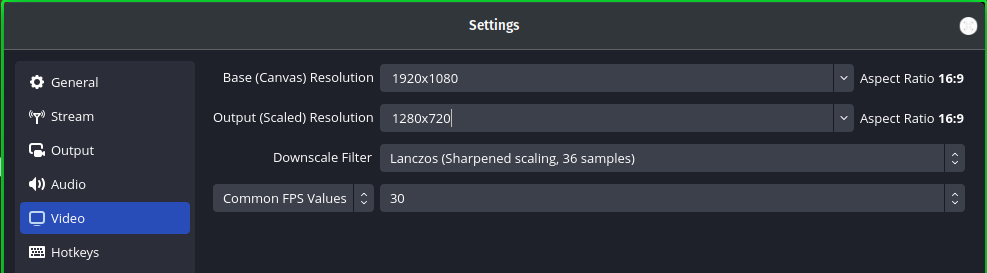 Settings
General
Stream
Output
Audio
Video
Hotkeys
Base (Canvas) Resolution 1920x1080 Aspect Ratio 16:9
Output (Scaled) Resolution 1280x720 Aspect Ratio 16:9
Downscale Filter Lanczos (Sharpened scaling, 36 samples)
Common FPS Values 30